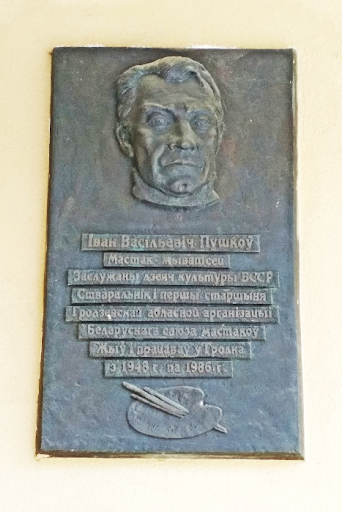 Іван Васільевіч Пушкоў
Мастак-жывапісец
Заслужаны дзеяч культуры БССР
Стваральнік і першы старшыня
Гродзенскай абласной арганізацыі
Беларускага саюза мастакоў
Жыў і працаваў у Гродна
з 1948 г. па 1986 г.